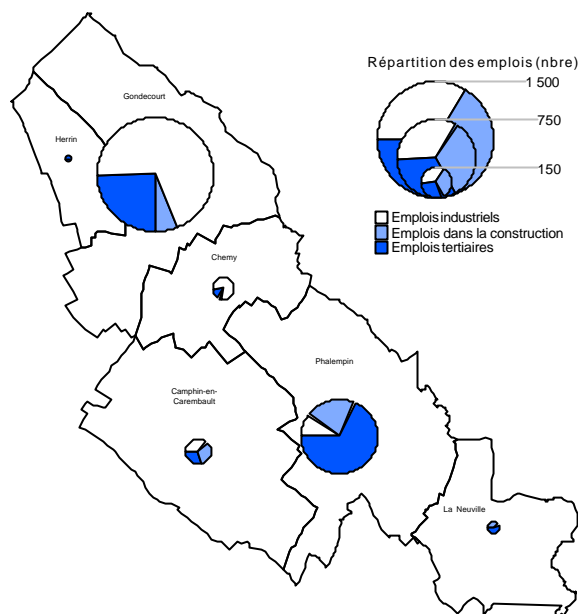 Répartition des emplois (nbre)
1 500
750
150
Emplois industriels
Emplois dans la construction
Emplois tertiaires
Gondecourt
Herrin
Chemy
Phalempin
Camphin-en-
Carembault
La Neuville